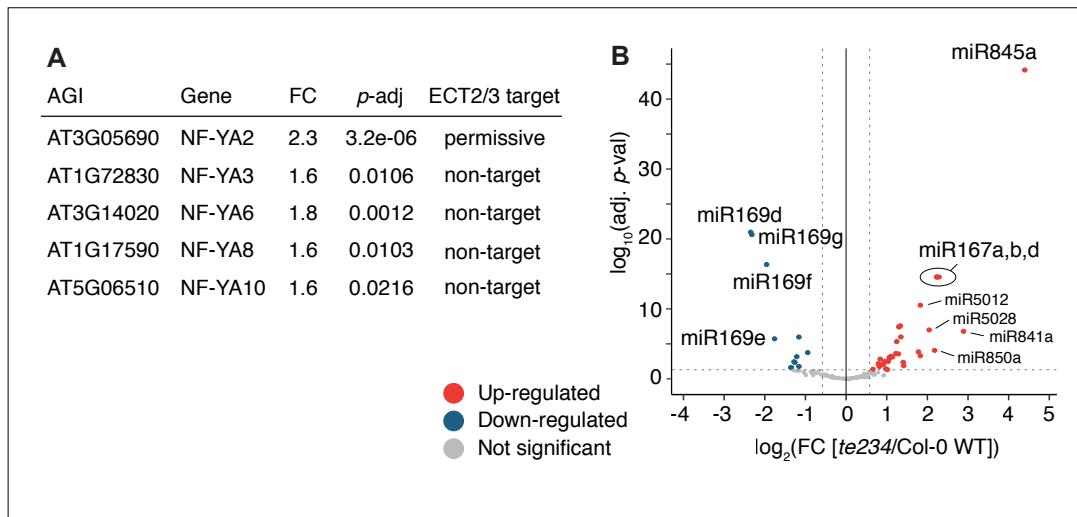 A
AGI Gene FC p-adj ECT2/3 target
AT3G05690 NF-YA2 2.3 3.2e-06 permissive
AT1G72830 NF-YA3 1.6 0.0106 non-target
AT3G14020 NF-YA6 1.8 0.0012 non-target
AT1G17590 NF-YA8 1.6 0.0103 non-target
AT5G06510 NF-YA10 1.6 0.0216 non-target
Up-regulated
Down-regulated
Not significant
B
log10(adj. p-val)
40
30
20
10
0
miR845a
miR169d
miR169g
miR169f
miR169e
miR167a,b,d
miR5012
miR5028
miR841a
miR850a
-4 -3 -2 -1 0 1 2 3 4 5
log2(FC [te234/Col-0 WT])